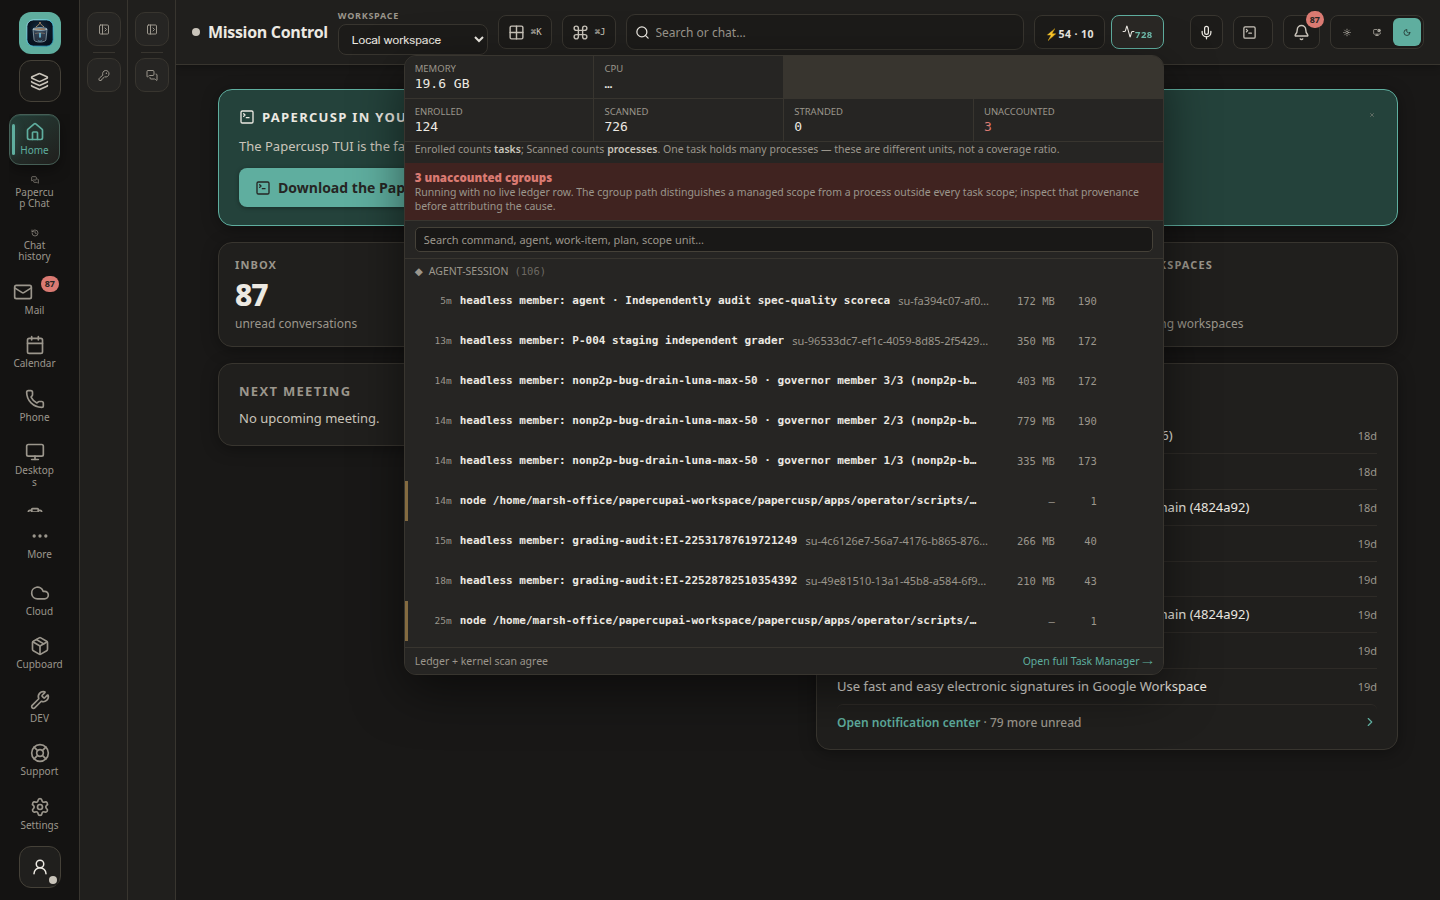 Mission Control
WORKSPACE
Local workspace
⌘K
⌘J
Search or chat...
⚡54 · 10
728
87
Home
Papercu
p Chat
Chat
history
87
Mail
Calendar
Phone
Desktop
s
More
Cloud
Cupboard
DEV
Support
Settings
PAPERCUSP IN YOU
The Papercusp TUI is the fa
Download the Pap
INBOX
87
unread conversations
NEXT MEETING
No upcoming meeting.
MEMORY
19.6 GB
CPU
…
ENROLLED
124
SCANNED
726
STRANDED
0
UNACCOUNTED
3
Enrolled counts tasks; Scanned counts processes. One task holds many processes — these are different units, not a coverage ratio.
3 unaccounted cgroups
Running with no live ledger row. The cgroup path distinguishes a managed scope from a process outside every task scope; inspect that provenance
before attributing the cause.
Search command, agent, work-item, plan, scope unit...
◆ AGENT-SESSION (106)
5m headless member: agent · Independently audit spec-quality scoreca su-fa394c07-af0... 172 MB 190
13m headless member: P-004 staging independent grader su-96533dc7-ef1c-4059-8d85-2f5429... 350 MB 172
14m headless member: nonp2p-bug-drain-luna-max-50 · governor member 3/3 (nonp2p-b… 403 MB 172
14m headless member: nonp2p-bug-drain-luna-max-50 · governor member 2/3 (nonp2p-b… 779 MB 190
14m headless member: nonp2p-bug-drain-luna-max-50 · governor member 1/3 (nonp2p-b… 335 MB 173
14m node /home/marsh-office/papercupai-workspace/papercusp/apps/operator/scripts/… — 1
15m headless member: grading-audit:EI-22531787619721249 su-4c6126e7-56a7-4176-b865-876... 266 MB 40
18m headless member: grading-audit:EI-22528782510354392 su-49e81510-13a1-45b8-a584-6f9... 210 MB 43
25m node /home/marsh-office/papercupai-workspace/papercusp/apps/operator/scripts/… — 1
Ledger + kernel scan agree
Open full Task Manager →
KSPACES
ng workspaces
6) 18d
18d
nain (4824a92) 18d
19d
19d
nain (4824a92) 19d
19d
Use fast and easy electronic signatures in Google Workspace 19d
Open notification center · 79 more unread